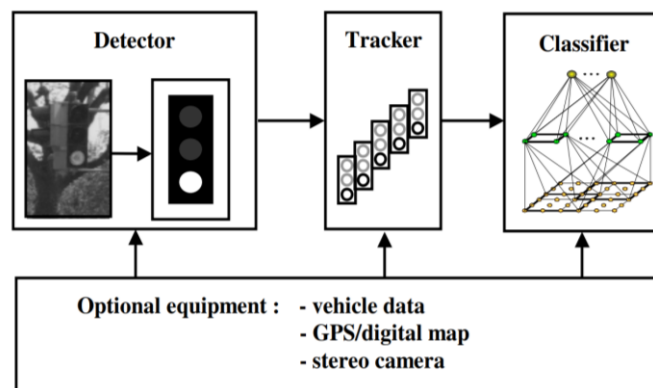 Detector
Tracker
Classifier
Optional equipment : - vehicle data
- GPS/digital map
- stereo camera